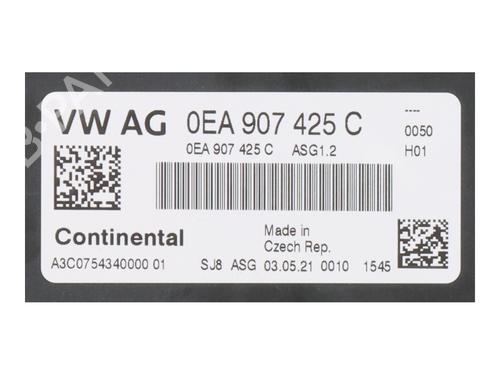 VW AG 0EA 907 425 C
----
0050
0EA 907 425 C ASG1.2 H01
Continental
Made in
Czech Rep.
A3C0754340000 01 SJ8 ASG 03.05.21 0010 1545